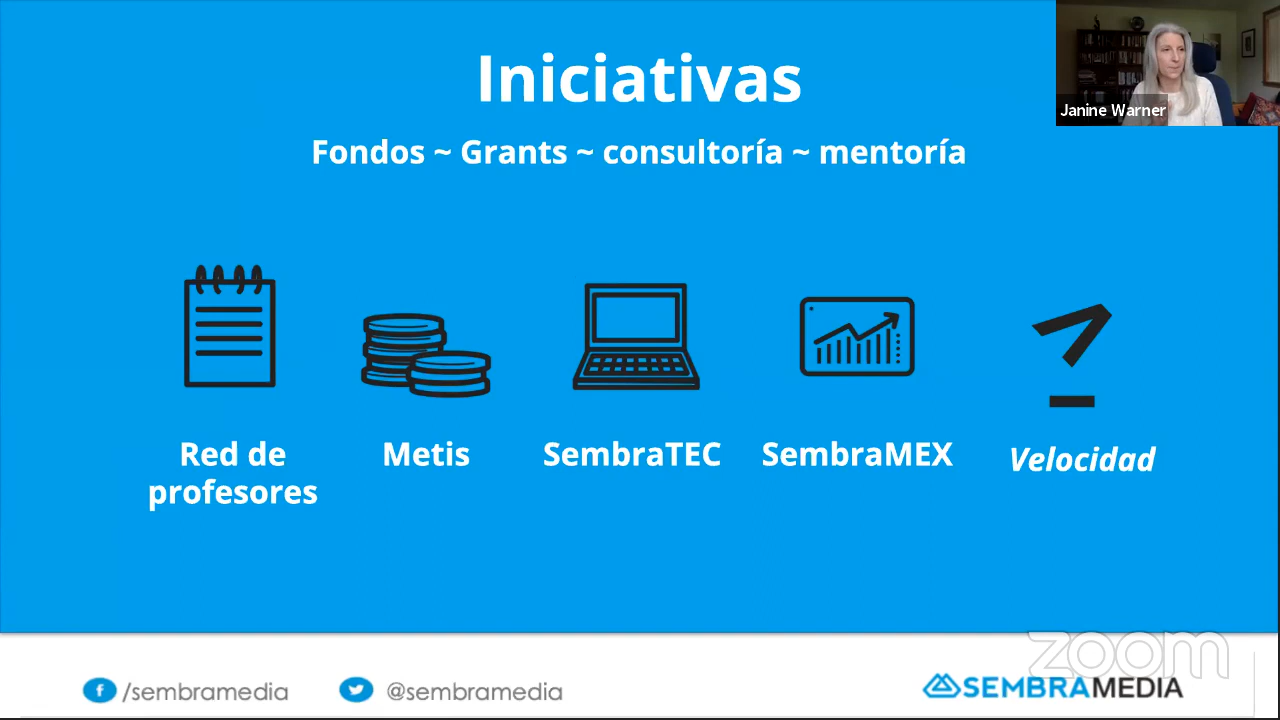 Iniciativas
Janine Warner
Fondos ~ Grants ~ consultoría ~ mentoría
Red de
profesores
Metis
SembraTEC
SembraMEX
Velocidad
zoom
/sembramedia
@sembramedia
SEMBRAMEDIA